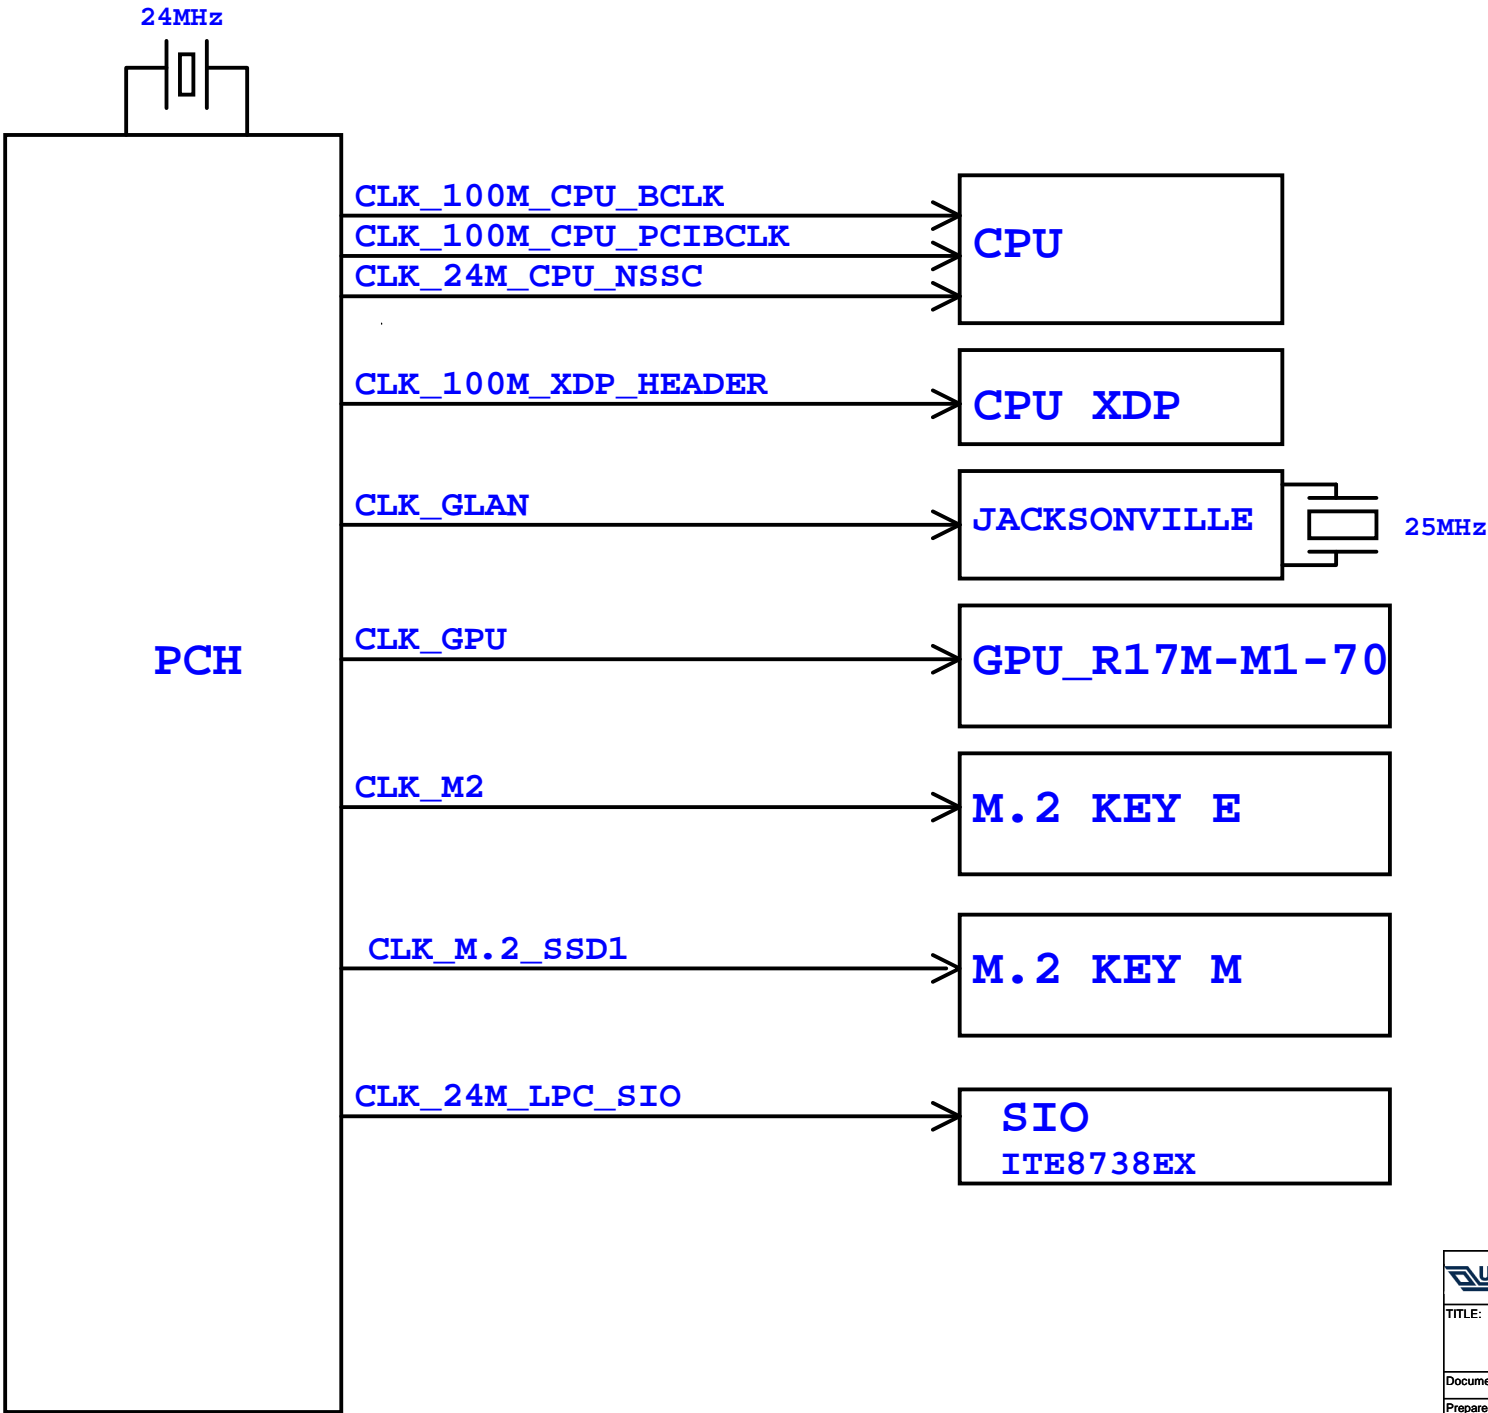 24MHz
CLK_100M_CPU_BCLK
CLK_100M_CPU_PCIBCLK
CPU
CLK_24M_CPU_NSSC
CLK_100M_XDP_HEADER
CPU XDP
CLK_GLAN
JACKSONVILLE
25MHz
CLK_GPU
PCH
GPU_R17M-M1-70
CLK_M2
M.2 KEY E
CLK_M.2_SSD1
M.2 KEY M
CLK_24M_LPC_SIO
SIO
ITE8738EX
TITLE: